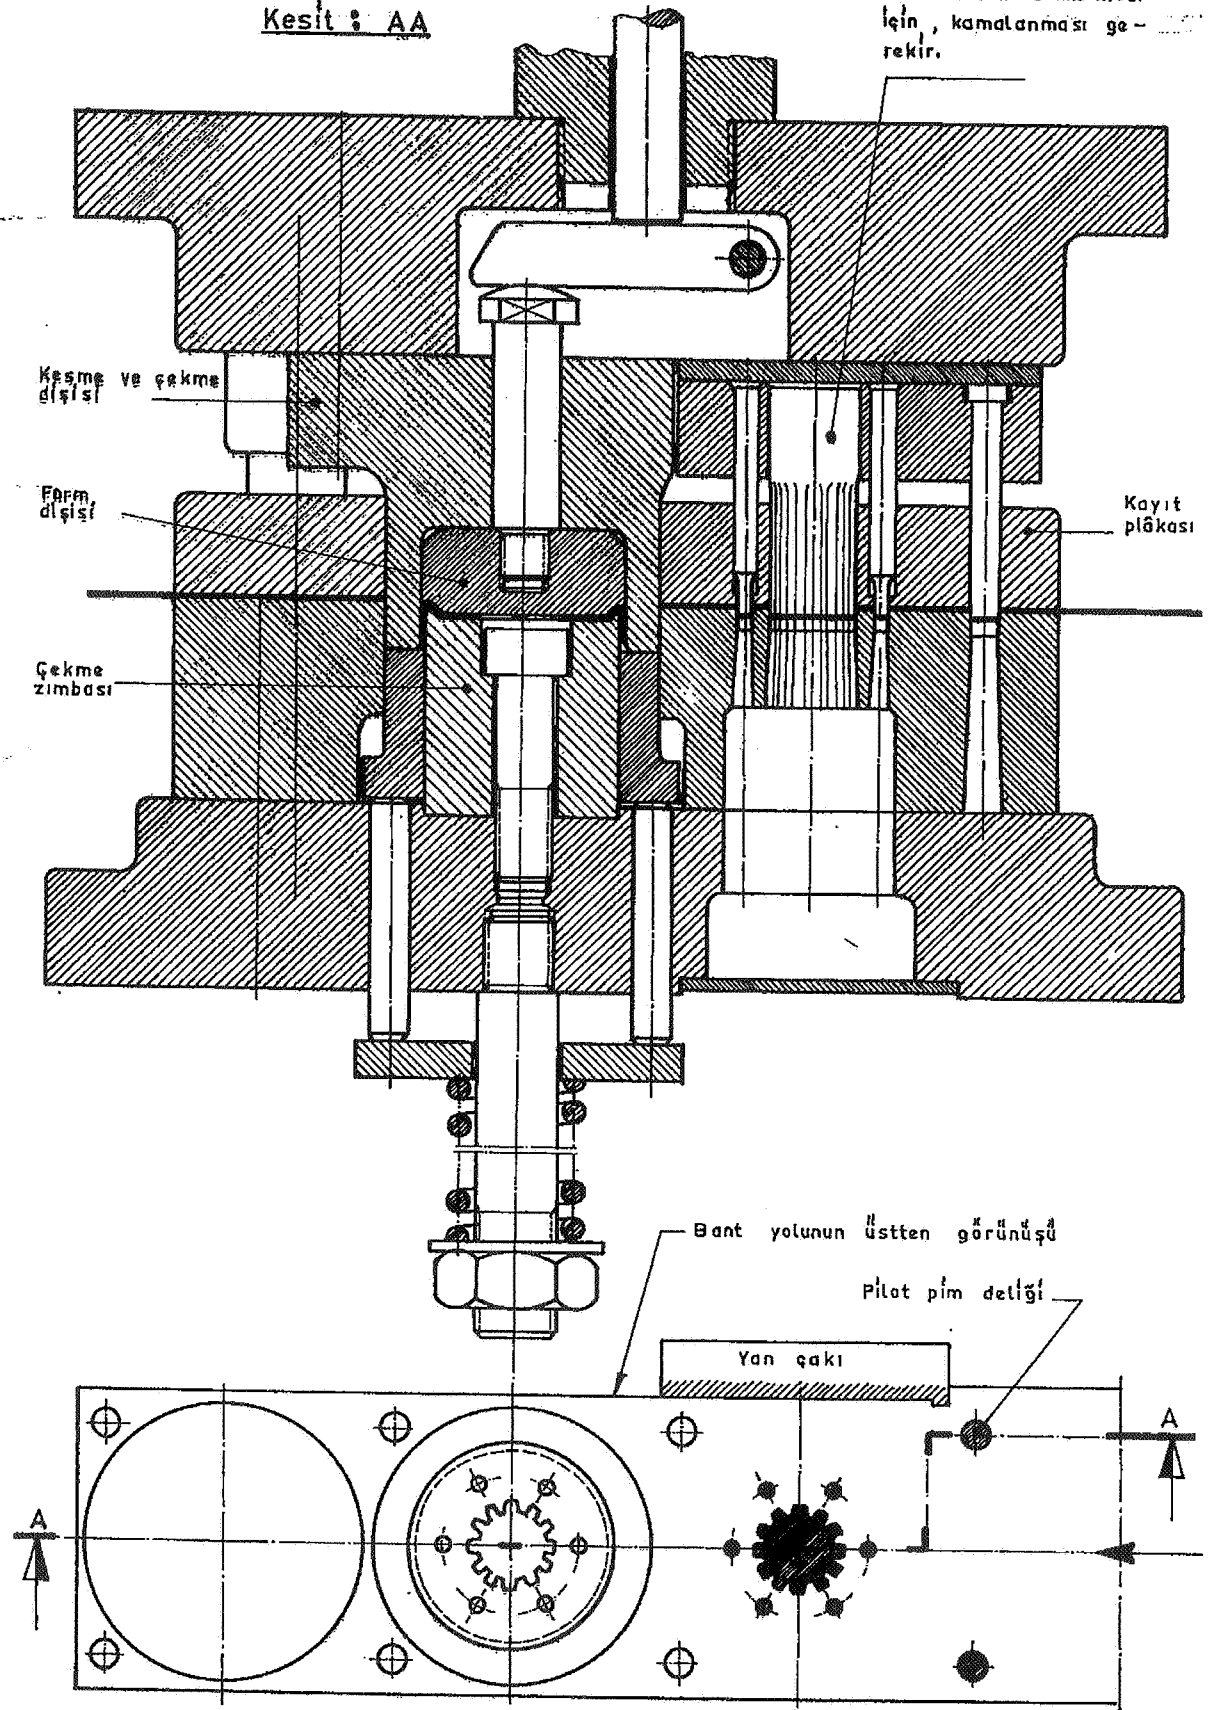 Kesit : AA
için, kamalanması ge-
rekir.
Kesme ve çekme
dişisi
Form
dişisi
Kayıt
plâkası
Çekme
zımbası
Bant yolunun üstten görünüşü
Pilot pim deliği
Yan çakı
A
A